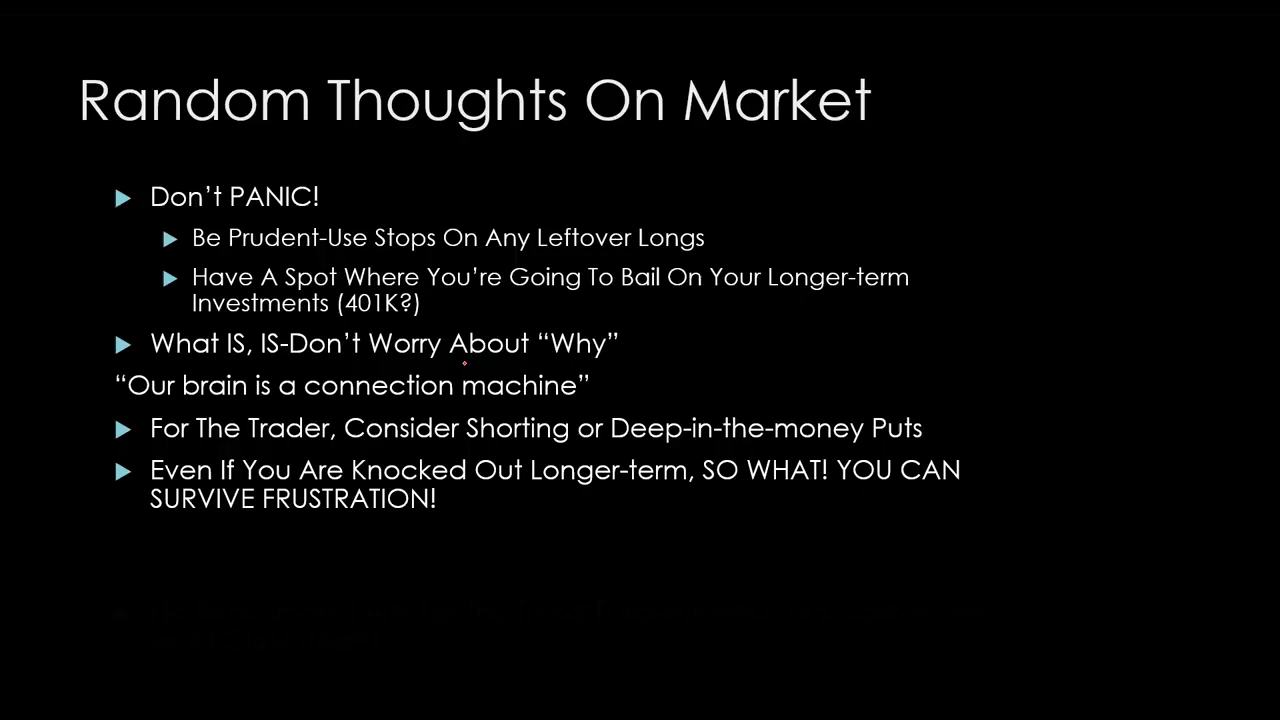 Random Thoughts On Market
Don’t PANIC!
Be Prudent-Use Stops On Any Leftover Longs
Have A Spot Where You’re Going To Bail On Your Longer-term
Investments (401K?)
What IS, IS-Don’t Worry About “Why”
“Our brain is a connection machine”
For The Trader, Consider Shorting or Deep-in-the-money Puts
Even If You Are Knocked Out Longer-term, SO WHAT! YOU CAN
SURVIVE FRUSTRATION!